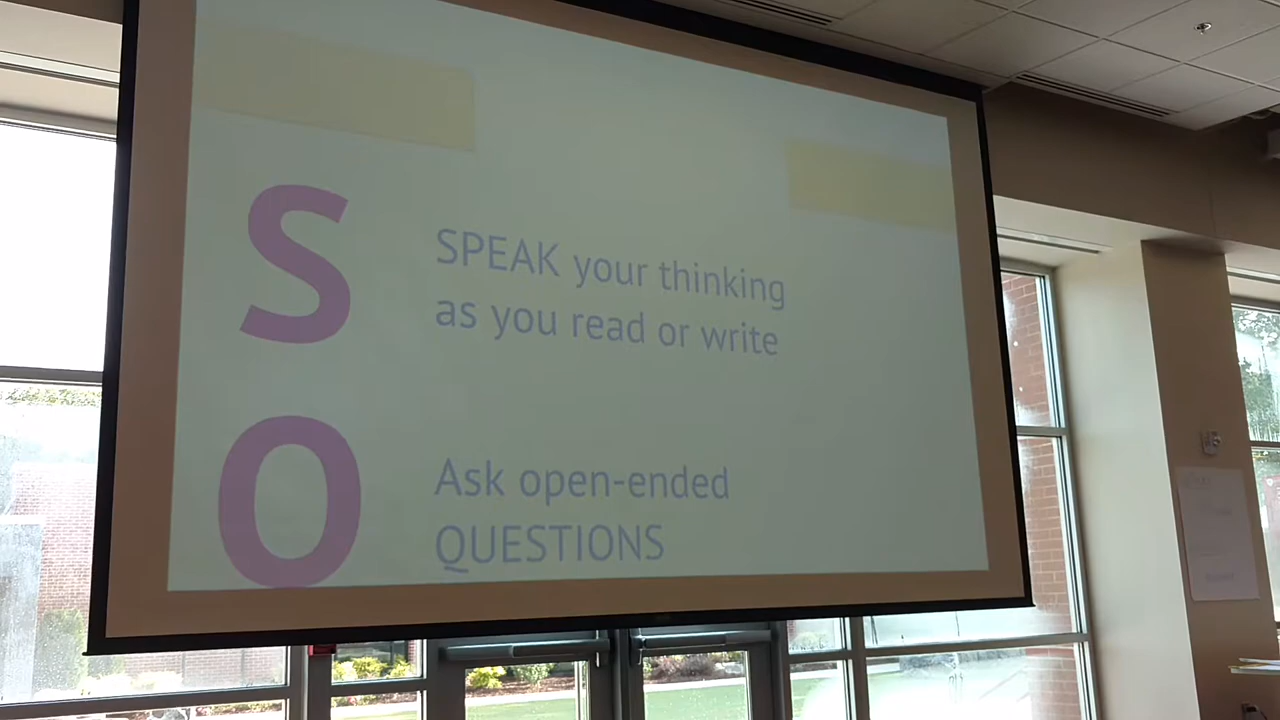 S
SPEAK your thinking
as you read or write
O
Ask open-ended
QUESTIONS